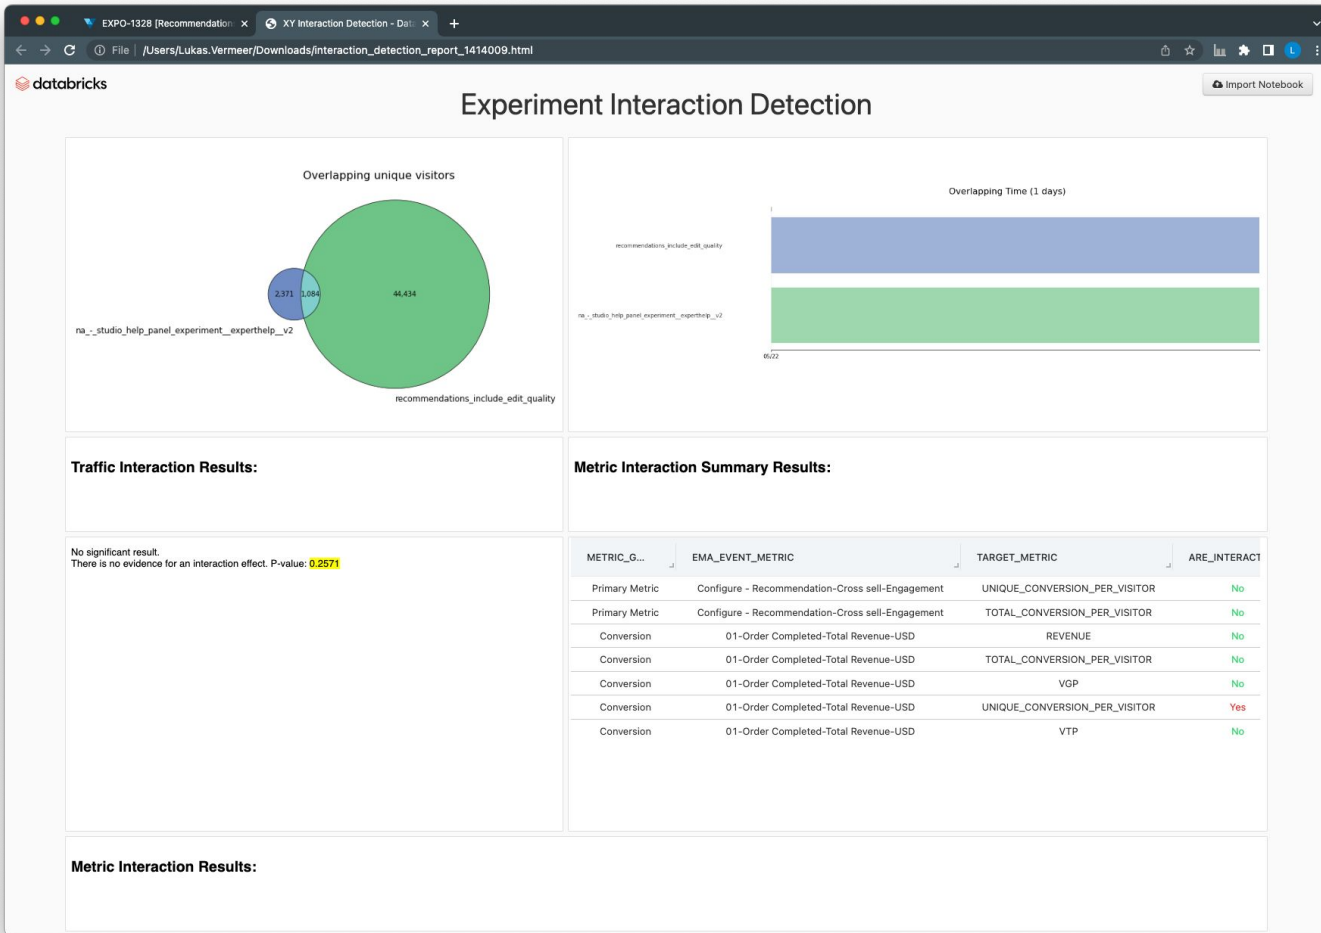 EXPO-1328 [Recommendation
XY Interaction Detection - Dat
File
/Users/Lukas.Vermeer/Downloads/interaction_detection_report_1414009.html
L
databricks
Import Notebook
Experiment Interaction Detection
Overlapping unique visitors
2,371
1,084
44,434
na_-_studio_help_panel_experiment__experthelp__v2
recommendations_include_edit_quality
Overlapping Time (1 days)
recommendations_include_edit_quality
na_-_studio_help_panel_experiment__experthelp__v2
05/22
Traffic Interaction Results:
Metric Interaction Summary Results:
No significant result.
There is no evidence for an interaction effect. P-value: 0.2571
METRIC_G... EMA_EVENT_METRIC TARGET_METRIC ARE_INTERACT
Primary Metric Configure - Recommendation-Cross sell-Engagement UNIQUE_CONVERSION_PER_VISITOR No
Primary Metric Configure - Recommendation-Cross sell-Engagement TOTAL_CONVERSION_PER_VISITOR No
Conversion 01-Order Completed-Total Revenue-USD REVENUE No
Conversion 01-Order Completed-Total Revenue-USD TOTAL_CONVERSION_PER_VISITOR No
Conversion 01-Order Completed-Total Revenue-USD VGP No
Conversion 01-Order Completed-Total Revenue-USD UNIQUE_CONVERSION_PER_VISITOR Yes
Conversion 01-Order Completed-Total Revenue-USD VTP No
Metric Interaction Results: